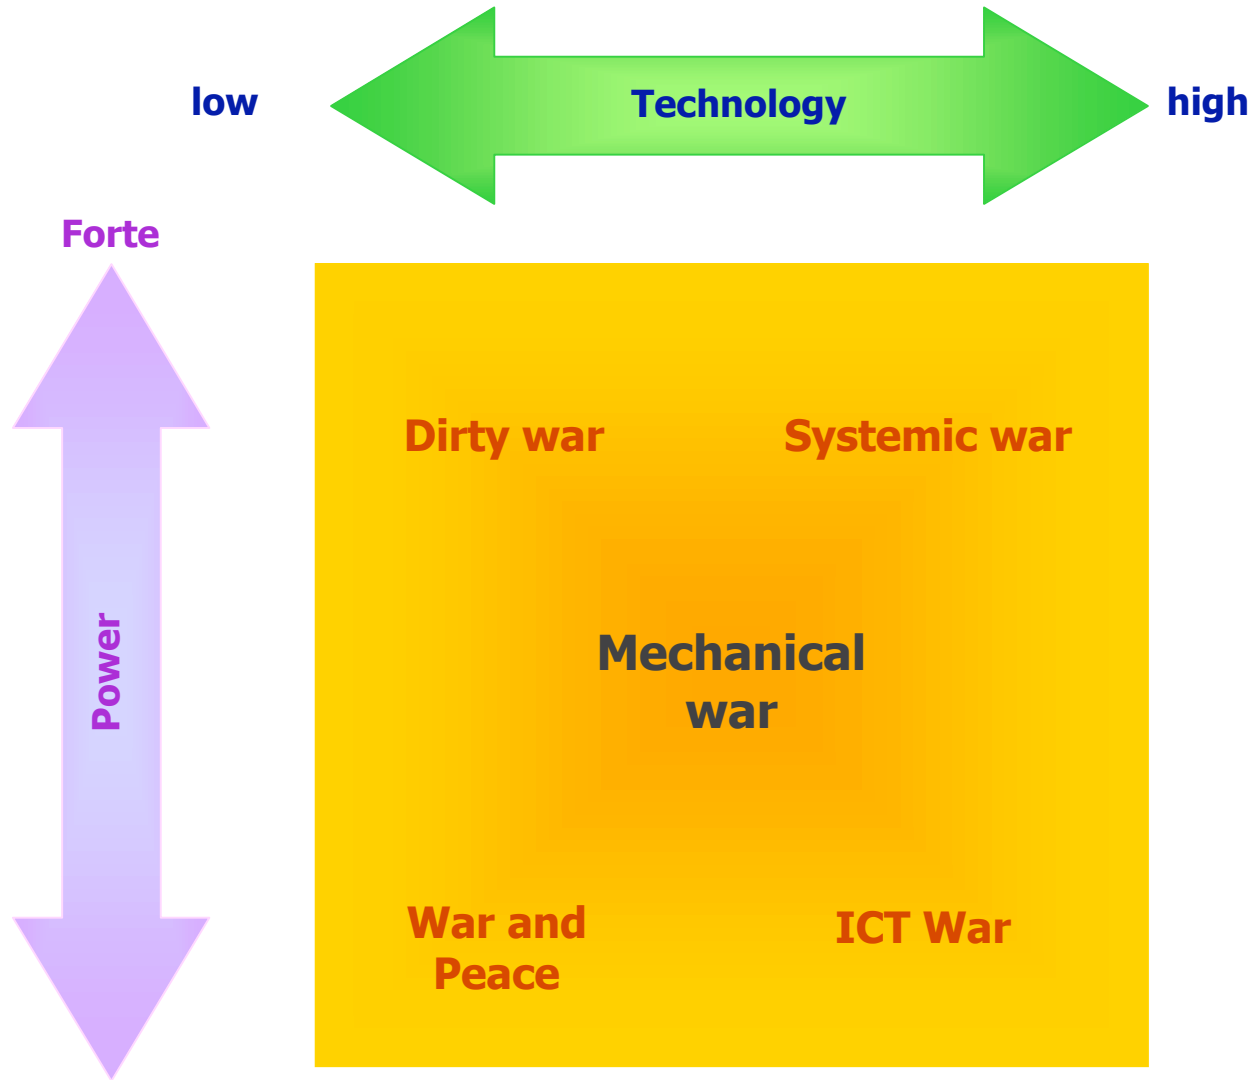 low
Technology
high
Forte
Dirty war
Systemic war
Power
Mechanical
war
War and
Peace
ICT War